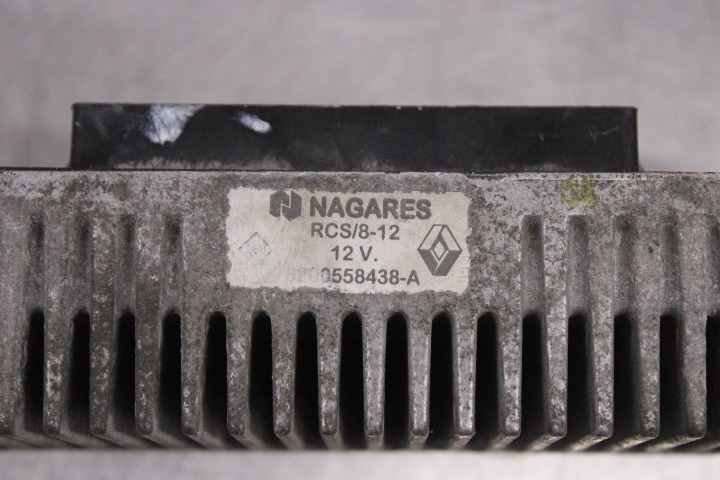 NAGARES
RCS/8-12
12 V.
8200558438-A